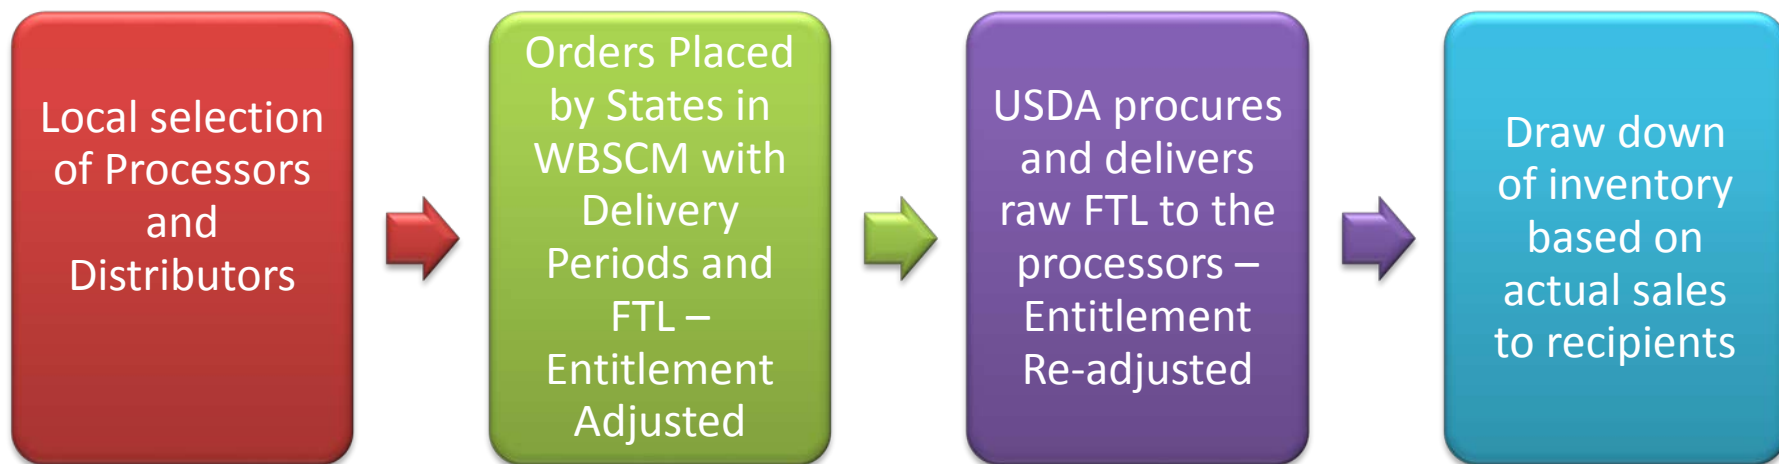 Local selection
of Processors
and
Distributors
Orders Placed
by States in
WBSCM with
Delivery
Periods and
FTL –
Entitlement
Adjusted
USDA procures
and delivers
raw FTL to the
processors –
Entitlement
Re-adjusted
Draw down
of inventory
based on
actual sales
to recipients